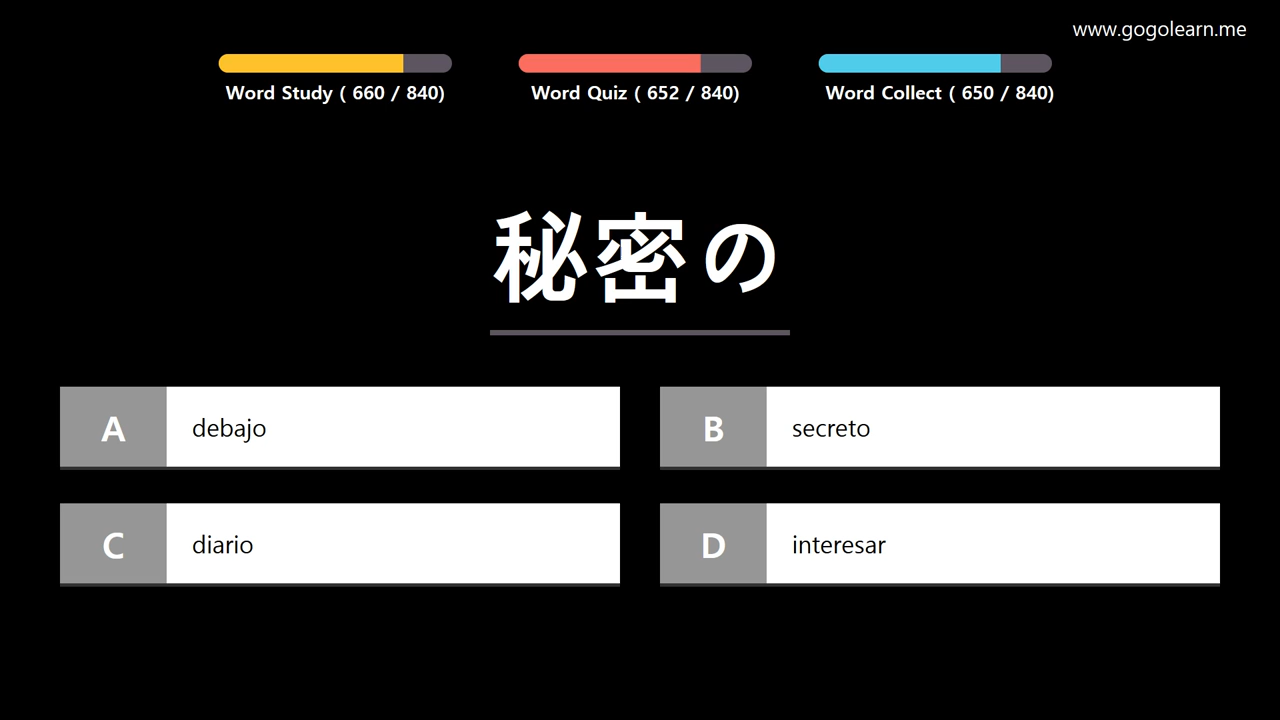 www.gogolearn.me
Word Study ( 660 / 840)
Word Quiz ( 652 / 840)
Word Collect ( 650 / 840)
秘密の
A debajo
B secreto
C diario
D interesar